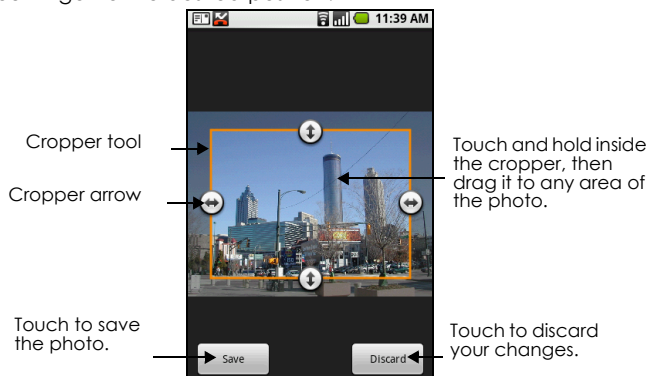 11:39 AM
Cropper tool
Cropper arrow
Touch and hold inside
the cropper, then
drag it to any area of
the photo.
Touch to save
the photo.
Save
Discard
Touch to discard
your changes.